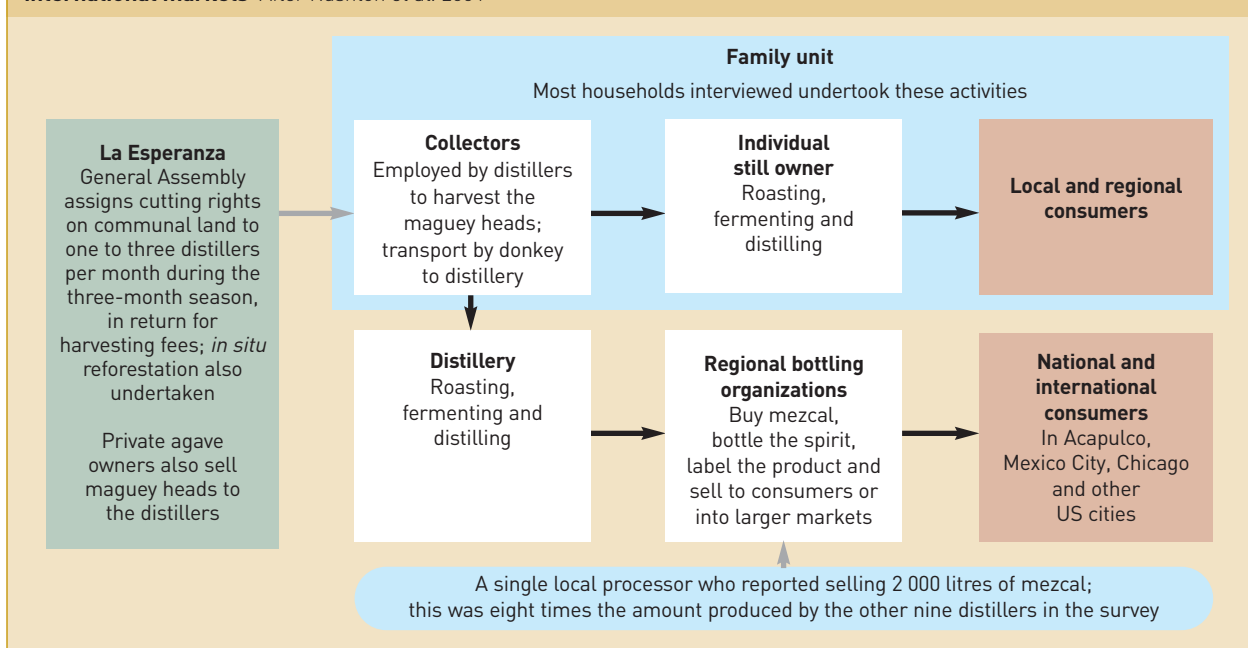 Family unit
Most households interviewed undertook these activities
La Esperanza
General Assembly
assigns cutting rights
on communal land to
one to three distillers
per month during the
three-month season,
in return for
harvesting fees; in situ
reforestation also
undertaken
Private agave
owners also sell
maguey heads to
the distillers
Collectors
Employed by distillers
to harvest the
maguey heads;
transport by donkey
to distillery
Individual
still owner
Roasting,
fermenting and
distilling
Local and regional
consumers
Distillery
Roasting,
fermenting and
distilling
Regional bottling
organizations
Buy mezcal,
bottle the spirit,
label the product and
sell to consumers or
into larger markets
National and
international
consumers
In Acapulco,
Mexico City, Chicago
and other
US cities
A single local processor who reported selling 2 000 litres of mezcal;
this was eight times the amount produced by the other nine distillers in the survey